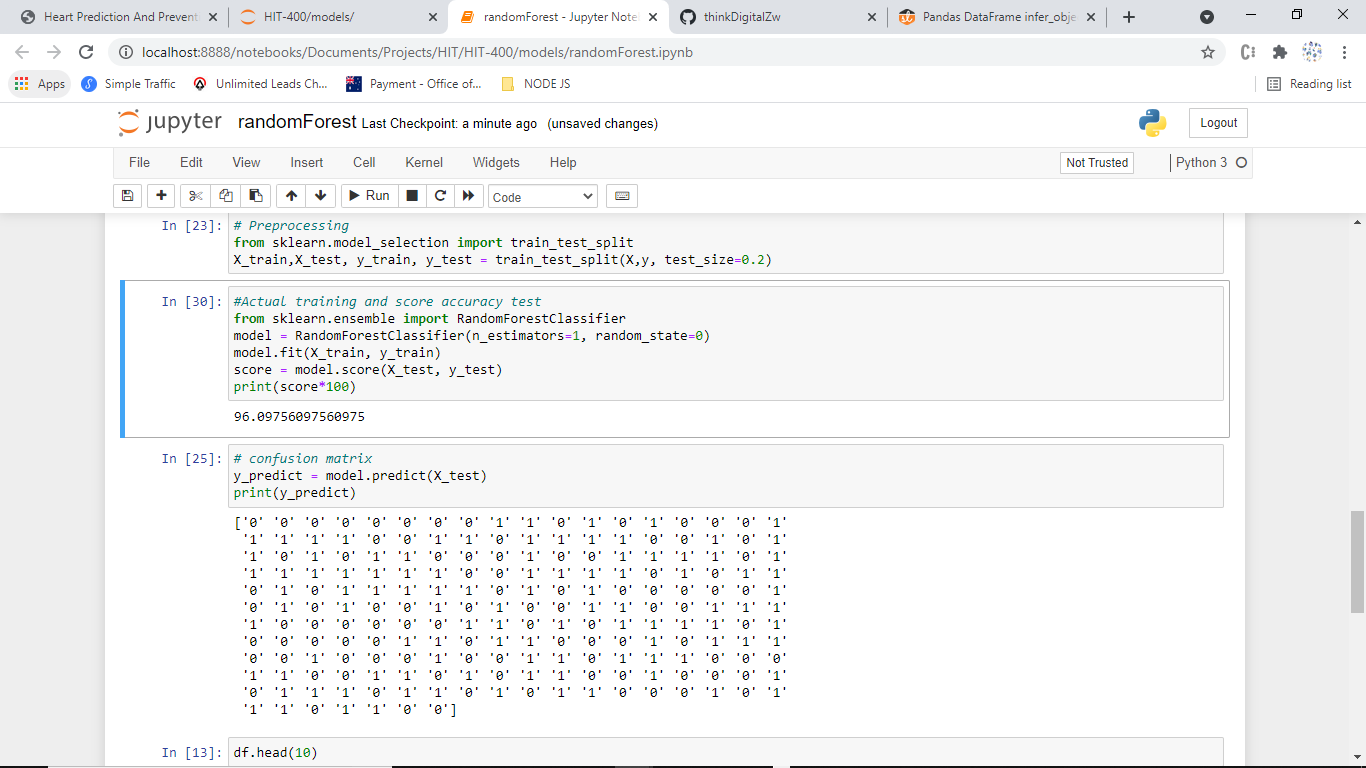 Heart Prediction And Prevent
HIT-400/models/
randomForest - Jupyter Note
thinkDigitalZw
Pandas DataFrame infer_obje
localhost:8888/notebooks/Documents/Projects/HIT/HIT-400/models/randomForest.ipynb
Apps
Simple Traffic
Unlimited Leads Ch...
Payment - Office of...
NODE JS
Reading list
jupyter
randomForest Last Checkpoint: a minute ago (unsaved changes)
Logout
File Edit View Insert Cell Kernel Widgets Help
Not Trusted
Python 3
Run
Code
In [23]: # Preprocessing
from sklearn.model_selection import train_test_split
X_train,X_test, y_train, y_test = train_test_split(X,y, test_size=0.2)
In [30]: #Actual training and score accuracy test
from sklearn.ensemble import RandomForestClassifier
model = RandomForestClassifier(n_estimators=1, random_state=0)
model.fit(X_train, y_train)
score = model.score(X_test, y_test)
print(score*100)
96.09756097560975
In [25]: # confusion matrix
y_predict = model.predict(X_test)
print(y_predict)
['0' '0' '0' '0' '0' '0' '0' '0' '1' '1' '0' '1' '0' '1' '0' '0' '0' '1'
'1' '1' '1' '1' '0' '0' '1' '1' '0' '1' '1' '1' '1' '0' '0' '1' '0' '1'
'1' '0' '1' '0' '1' '1' '0' '0' '0' '1' '0' '0' '1' '1' '1' '1' '0' '1'
'1' '1' '1' '1' '1' '1' '1' '0' '0' '1' '1' '1' '1' '0' '1' '0' '1' '1'
'0' '1' '0' '1' '1' '1' '1' '1' '0' '1' '0' '1' '0' '0' '0' '0' '0' '1'
'0' '1' '0' '1' '0' '0' '1' '0' '1' '0' '0' '1' '1' '0' '0' '1' '1' '1'
'1' '0' '0' '0' '0' '0' '0' '1' '1' '0' '1' '0' '1' '1' '1' '1' '0' '1'
'0' '0' '0' '0' '0' '1' '1' '0' '1' '1' '0' '0' '0' '1' '0' '1' '1' '1'
'0' '0' '1' '0' '0' '0' '1' '0' '0' '1' '1' '0' '1' '1' '1' '0' '0' '0'
'1' '1' '0' '0' '1' '1' '0' '1' '0' '1' '1' '0' '0' '1' '0' '0' '0' '1'
'0' '1' '1' '1' '0' '1' '1' '0' '1' '0' '1' '1' '0' '0' '0' '1' '0' '1'
'1' '1' '0' '1' '1' '0' '0']
In [13]: df.head(10)